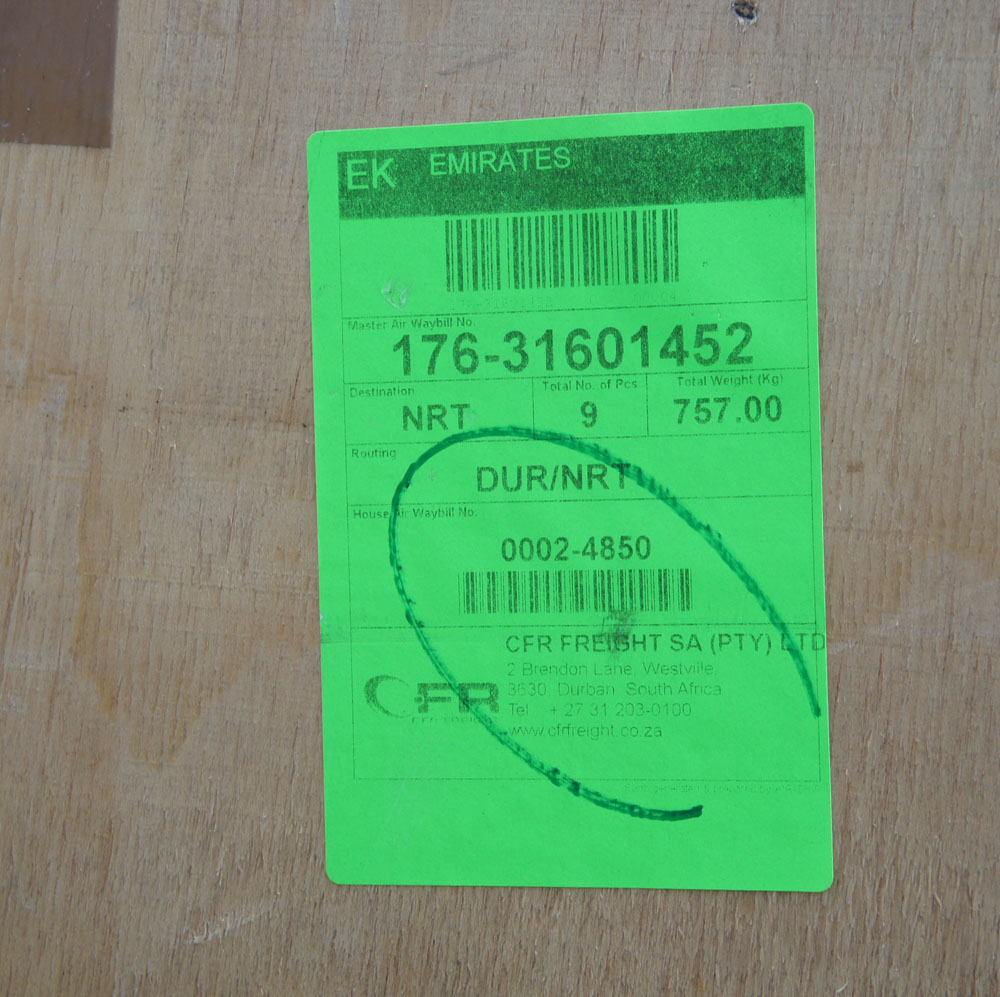 EK EMIRATES
Master Air Waybill No.
176-31601452
Destination Total No. of Pcs Total Weight (Kg)
NRT 9 757.00
Routing
DUR/NRT
House Air Waybill No.
0002-4850
CFR FREIGHT SA (PTY) LTD
2 Brendon Lane, Westville,
3630, Durban, South Africa
Tel + 27 31 203-0100
www.cfrfreight.co.za
CFR
CFR FREIGHT